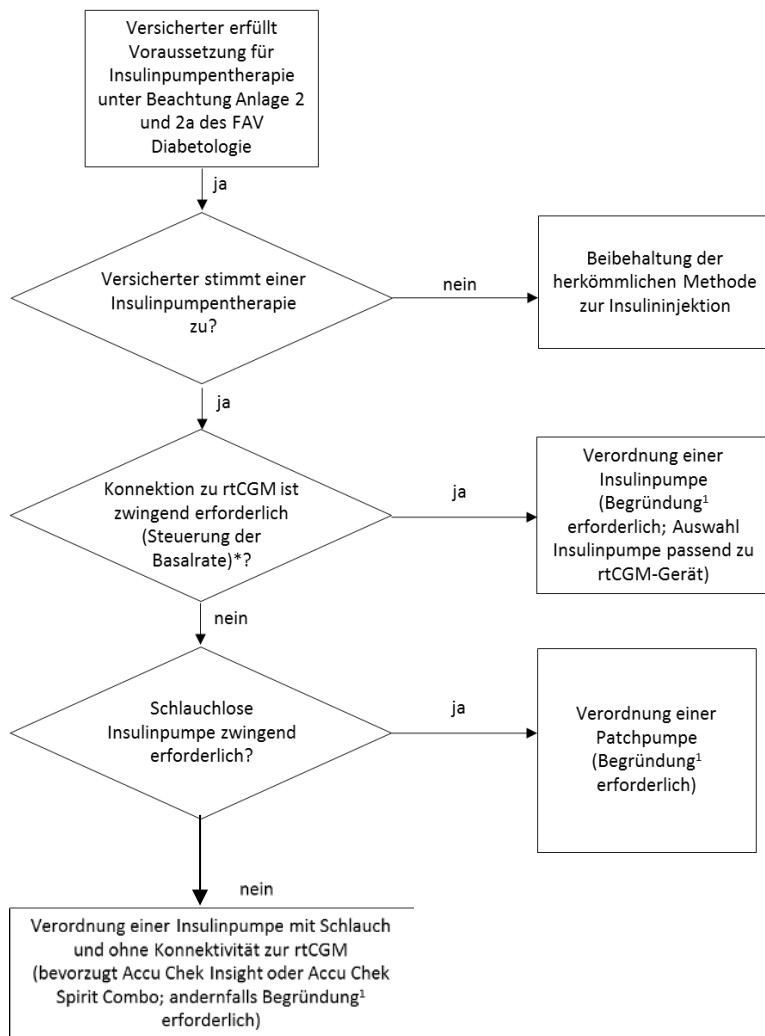 Versicherter erfüllt
Voraussetzung für
Insulinpumpentherapie
unter Beachtung Anlage 2
und 2a des FAV
Diabetologie
ja
Versicherter stimmt einer
Insulinpumpentherapie
zu?
nein
Beibehaltung der
herkömmlichen Methode
zur Insulininjektion
ja
Konnektion zu rtCGM ist
zwingend erforderlich
(Steuerung der
Basalrate)*?
ja
Verordnung einer
Insulinpumpe
(Begründung¹
erforderlich; Auswahl
Insulinpumpe passend zu
rtCGM-Gerät)
nein
Schlauchlose
Insulinpumpe zwingend
erforderlich?
ja
Verordnung einer
Patchpumpe
(Begründung¹
erforderlich)
nein
Verordnung einer Insulinpumpe mit Schlauch
und ohne Konnektivität zur rtCGM
(bevorzugt Accu Chek Insight oder Accu Chek
Spirit Combo; andernfalls Begründung¹
erforderlich)